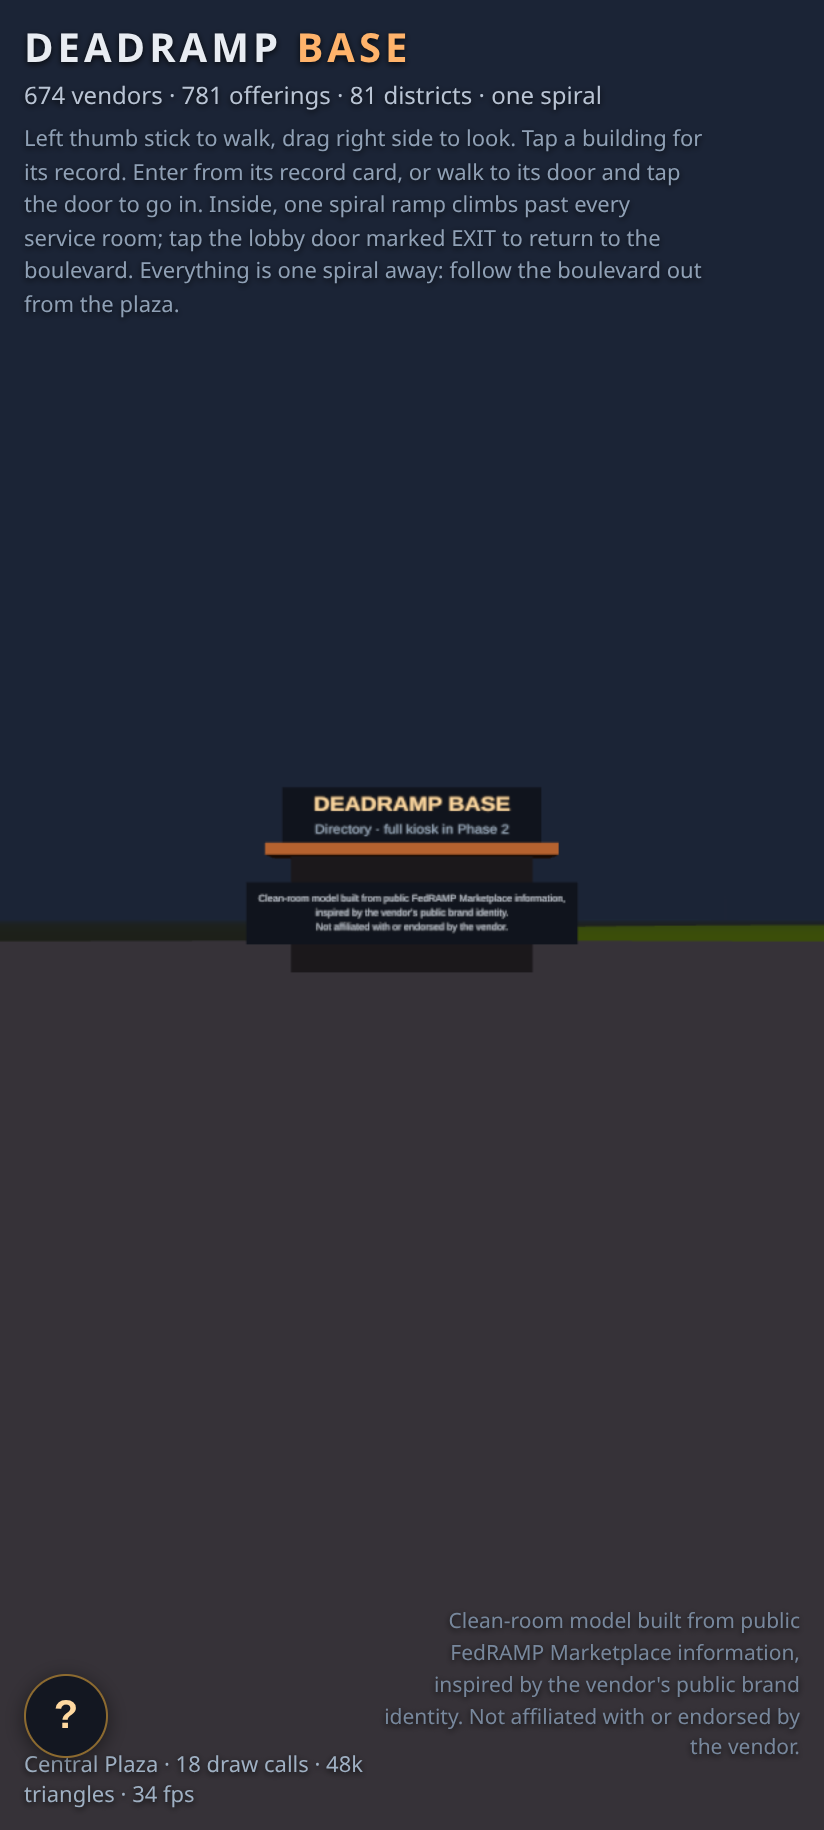 DEADRAMP BASE
674 vendors · 781 offerings · 81 districts · one spiral
Left thumb stick to walk, drag right side to look. Tap a building for
its record. Enter from its record card, or walk to its door and tap
the door to go in. Inside, one spiral ramp climbs past every
service room; tap the lobby door marked EXIT to return to the
boulevard. Everything is one spiral away: follow the boulevard out
from the plaza.
DEADRAMP BASE
Directory - full kiosk in Phase 2
Clean-room model built from public FedRAMP Marketplace information,
inspired by the vendor's public brand identity.
Not affiliated with or endorsed by the vendor.
Clean-room model built from public
FedRAMP Marketplace information,
inspired by the vendor's public brand
identity. Not affiliated with or endorsed by
the vendor.
?
Central Plaza · 18 draw calls · 48k
triangles · 34 fps